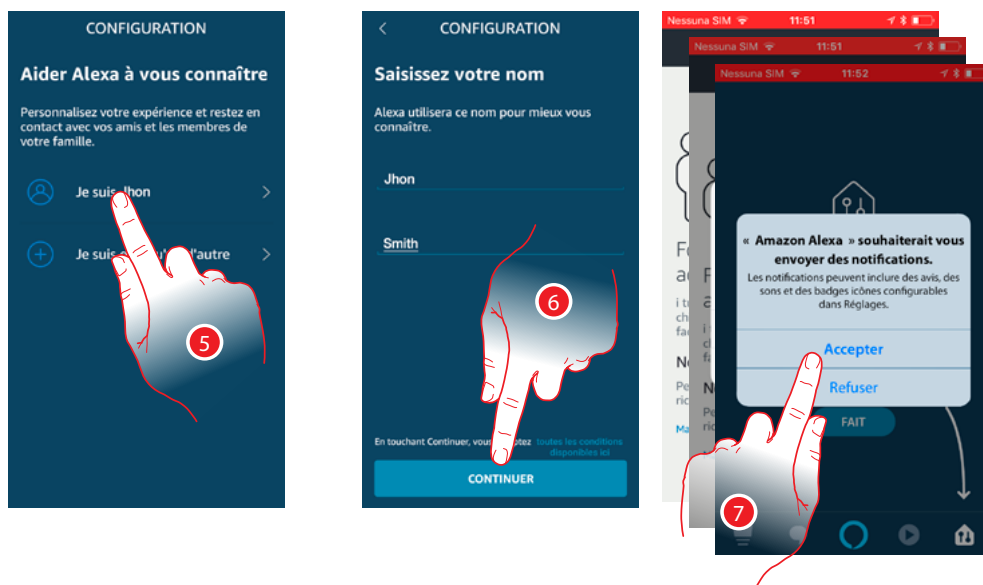 CONFIGURATION
Aider Alexa à vous connaître
Personnalisez votre expérience et restez en
contact avec vos amis et les membres de
votre famille.
Je suis Jhon
Je suis
5
CONFIGURATION
Saisissez votre nom
Alexa utilisera ce nom pour mieux vous
connaître.
Jhon
Smith
6
En touchant Continuer, vous toutes les conditions
disponibles ici
CONTINUER
Nessuna SIM 11:51
Nessuna SIM 11:51
Nessuna SIM 11:52
« Amazon Alexa » souhaiterait vous
envoyer des notifications.
Les notifications peuvent inclure des avis, des
sons et des badges icônes configurables
dans Réglages.
Accepter
Refuser
FAIT
7